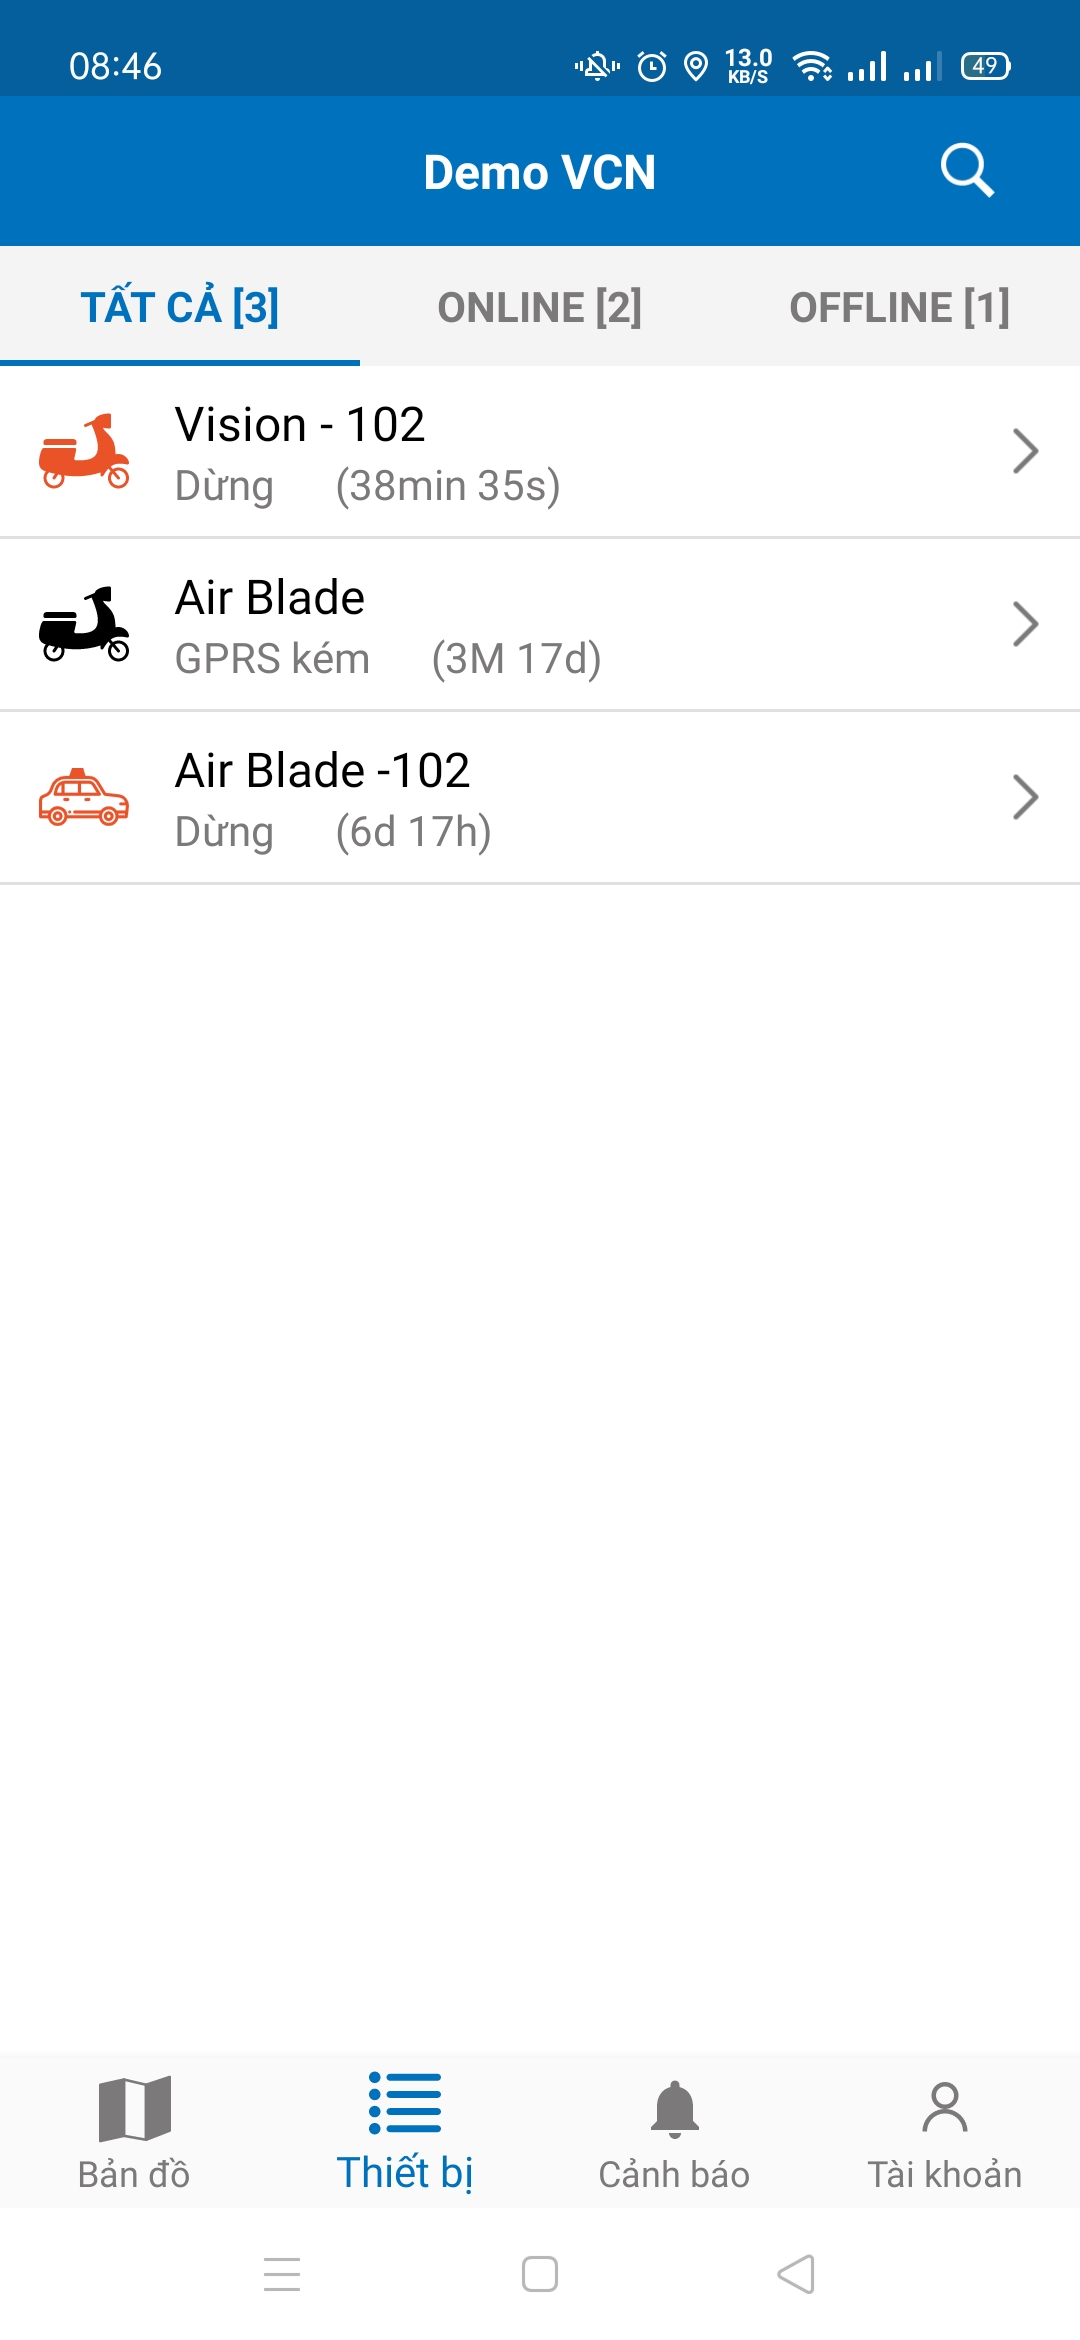 08:46
13.0
KB/S
49
Demo VCN
TẤT CẢ [3]
ONLINE [2]
OFFLINE [1]
Vision - 102
Dừng (38min 35s)
Air Blade
GPRS kém (3M 17d)
Air Blade -102
Dừng (6d 17h)
Bản đồ
Thiết bị
Cảnh báo
Tài khoản